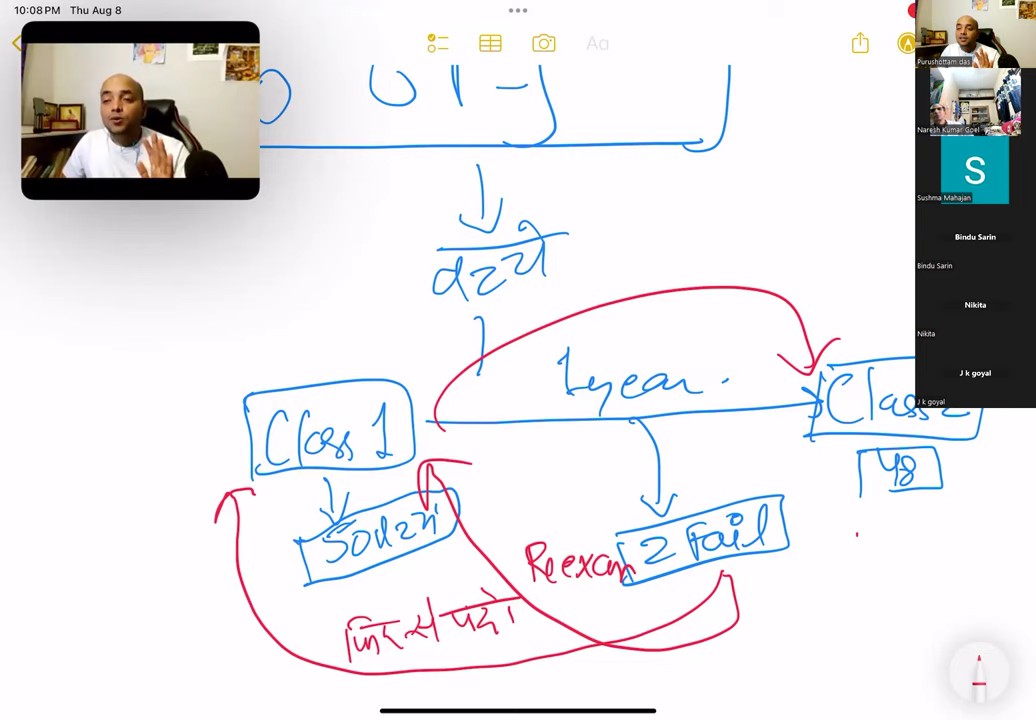 10:08 PM Thu Aug 8
Aa
Purushottam das
Naresh Kumar Goel
S
Sushma Mahajan
Bindu Sarin
Bindu Sarin
Nikita
Nikita
J k goyal
J k goyal
बच्चे
1 year.
Class 1
Class 2
48
50 बच्चे
2 Fail
Reexam
फिर से पढ़ो